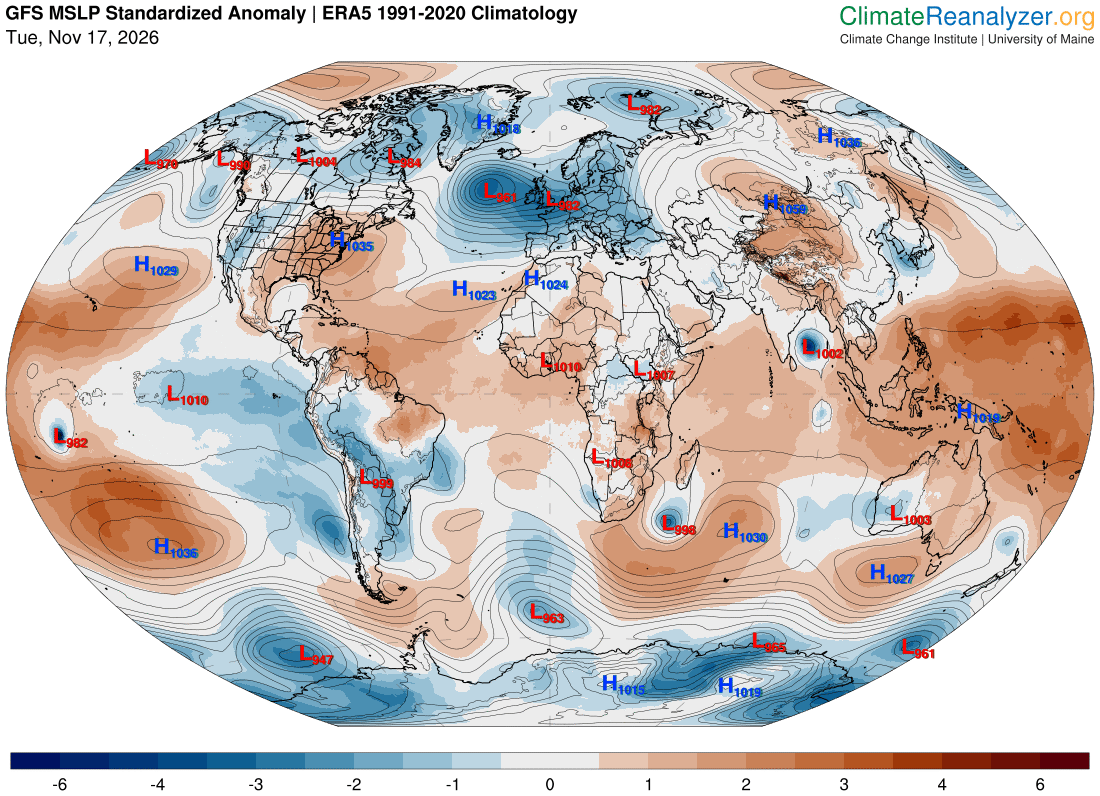 GFS MSLP Standardized Anomaly | ERA5 1991-2020 Climatology
Tue, Nov 17, 2026
ClimateReanalyzer.org
Climate Change Institute | University of Maine
L982
H1018
L970
L990
L1004
L984
H1036
L961
L982
H1059
H1035
H1029
H1023
H1024
L1002
L1010
L1007
L1010
H1019
L982
L1006
L999
L998
L1003
H1030
H1036
H1027
L963
L965
L961
L947
H1015
H1019
-6 -4 -3 -2 -1 0 1 2 3 4 6